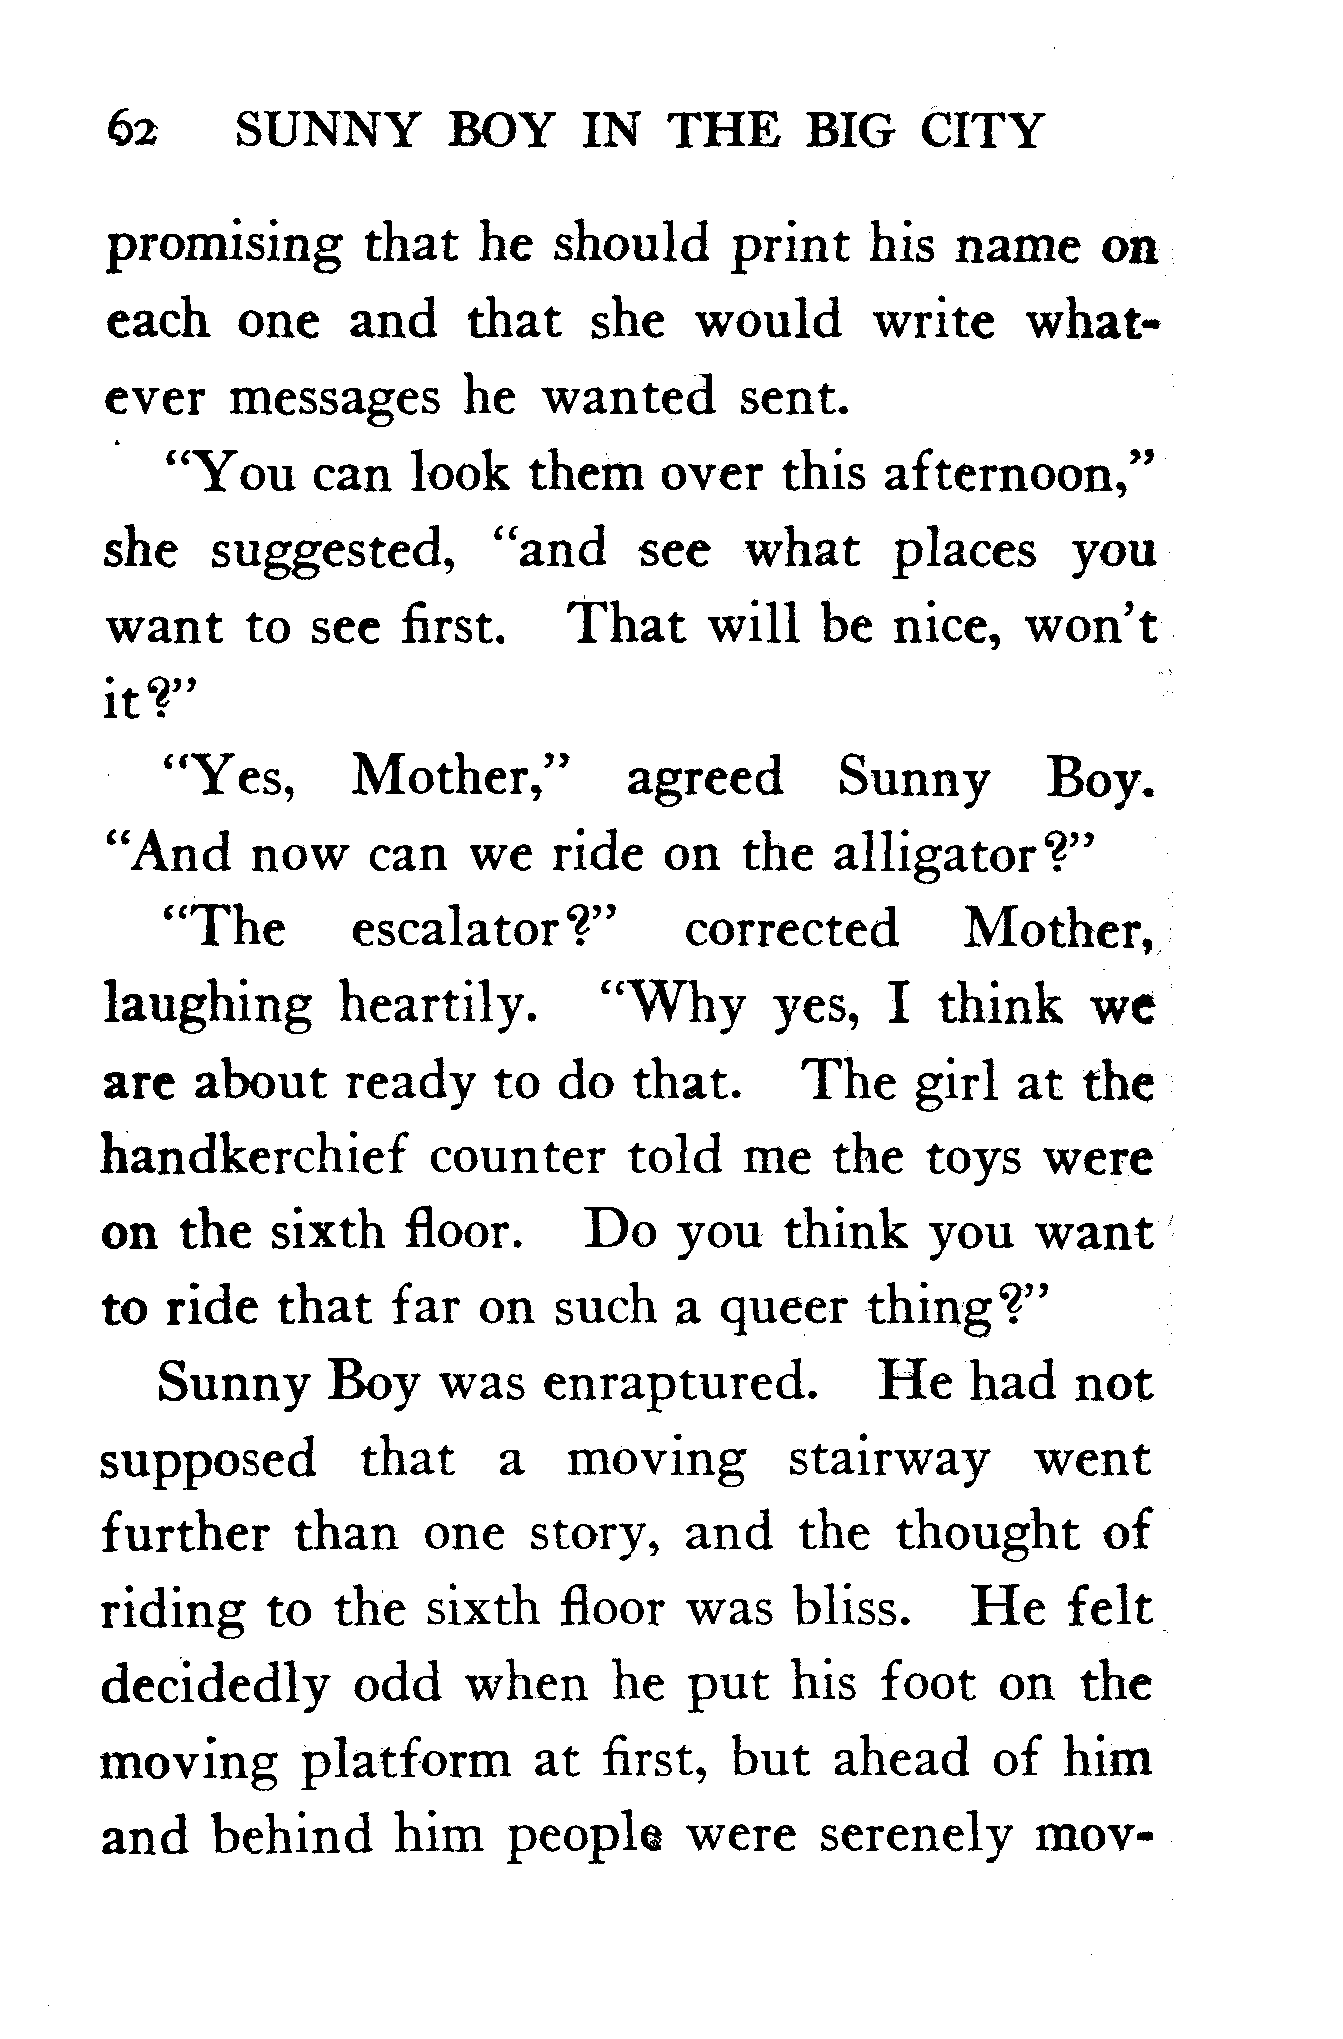 62 SUNNY BOY IN THE BIG CITY
promising that he should print his name on
each one and that she would write what-
ever messages he wanted sent.
“You can look them over this afternoon,”
she suggested, “and see what places you
want to see first. That will be nice, won’t
it?”
“Yes, Mother,” agreed Sunny Boy.
“And now can we ride on the alligator?”
“The escalator?” corrected Mother,
laughing heartily. “Why yes, I think we
are about ready to do that. The girl at the
handkerchief counter told me the toys were
on the sixth floor. Do you think you want
to ride that far on such a queer thing?”
Sunny Boy was enraptured. He had not
supposed that a moving stairway went
further than one story, and the thought of
riding to the sixth floor was bliss. He felt
decidedly odd when he put his foot on the
moving platform at first, but ahead of him
and behind him people were serenely mov-